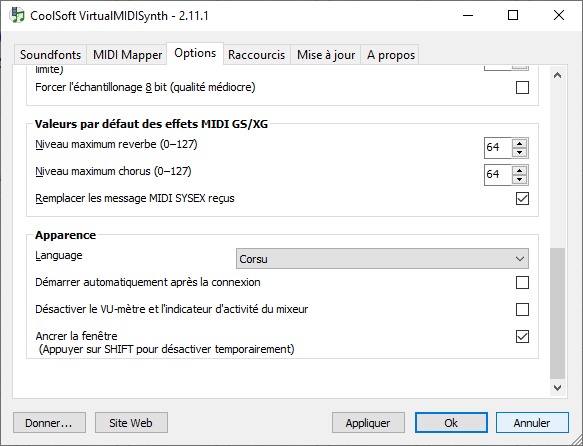 CoolSoft VirtualMIDISynth - 2.11.1
Soundfonts MIDI Mapper Options Raccourcis Mise à jour A propos
limité)
Forcer l'échantillonage 8 bit (qualité médiocre)
Valeurs par défaut des effets MIDI GS/XG
Niveau maximum reverbe (0–127) 64
Niveau maximum chorus (0–127) 64
Remplacer les message MIDI SYSEX reçus
Apparence
Language Corsu
Démarrer automatiquement après la connexion
Désactiver le VU-mètre et l'indicateur d'activité du mixeur
Ancrer la fenêtre
(Appuyer sur SHIFT pour désactiver temporairement)
Donner... Site Web Appliquer Ok Annuler